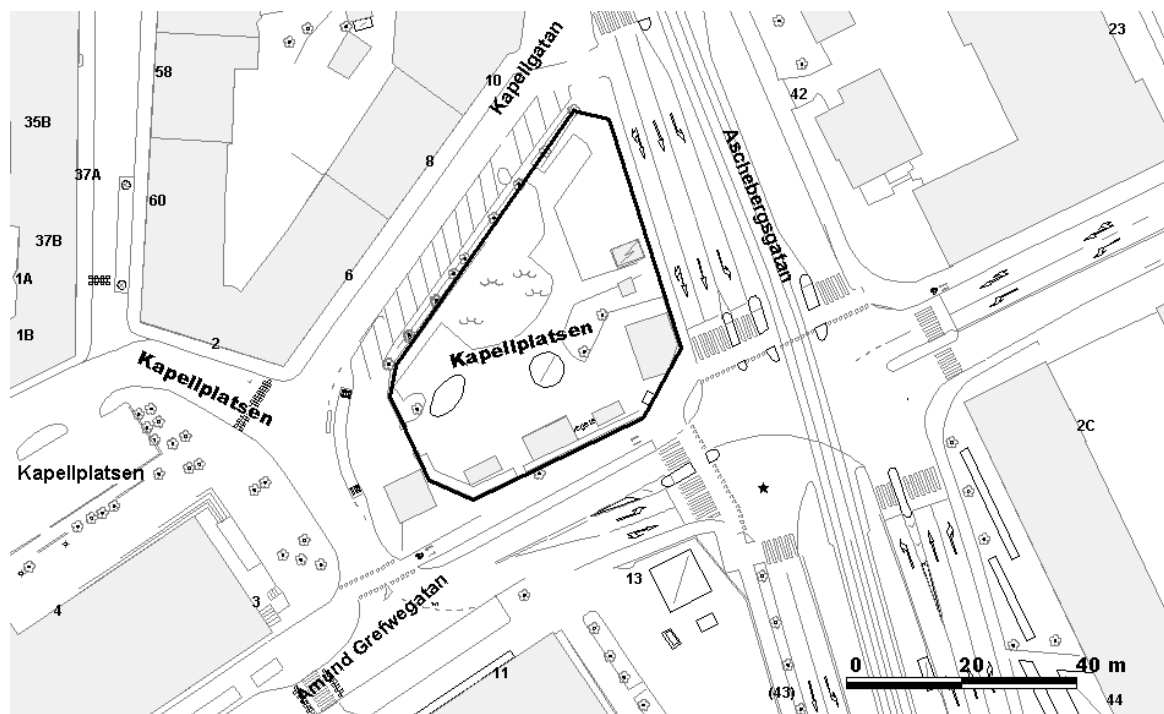 23
58
10
Kapellgatan
42
35B
8
Aschebergsgatan
37A
60
37B
6
1A
1B
2
Kapellplatsen
Kapellplatsen
2C
Kapellplatsen
13
3
4
Amund Grefwegatan
11
0 20 40 m
(43)
44